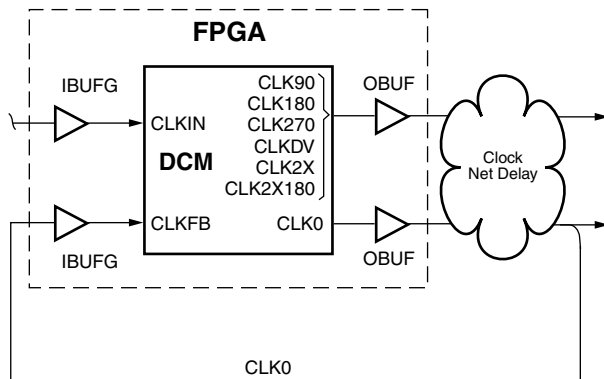 FPGA
IBUFG
CLKIN
DCM
CLKFB
IBUFG
CLK90
CLK180
CLK270
CLKDV
CLK2X
CLK2X180
CLK0
OBUF
OBUF
Clock
Net Delay
CLK0